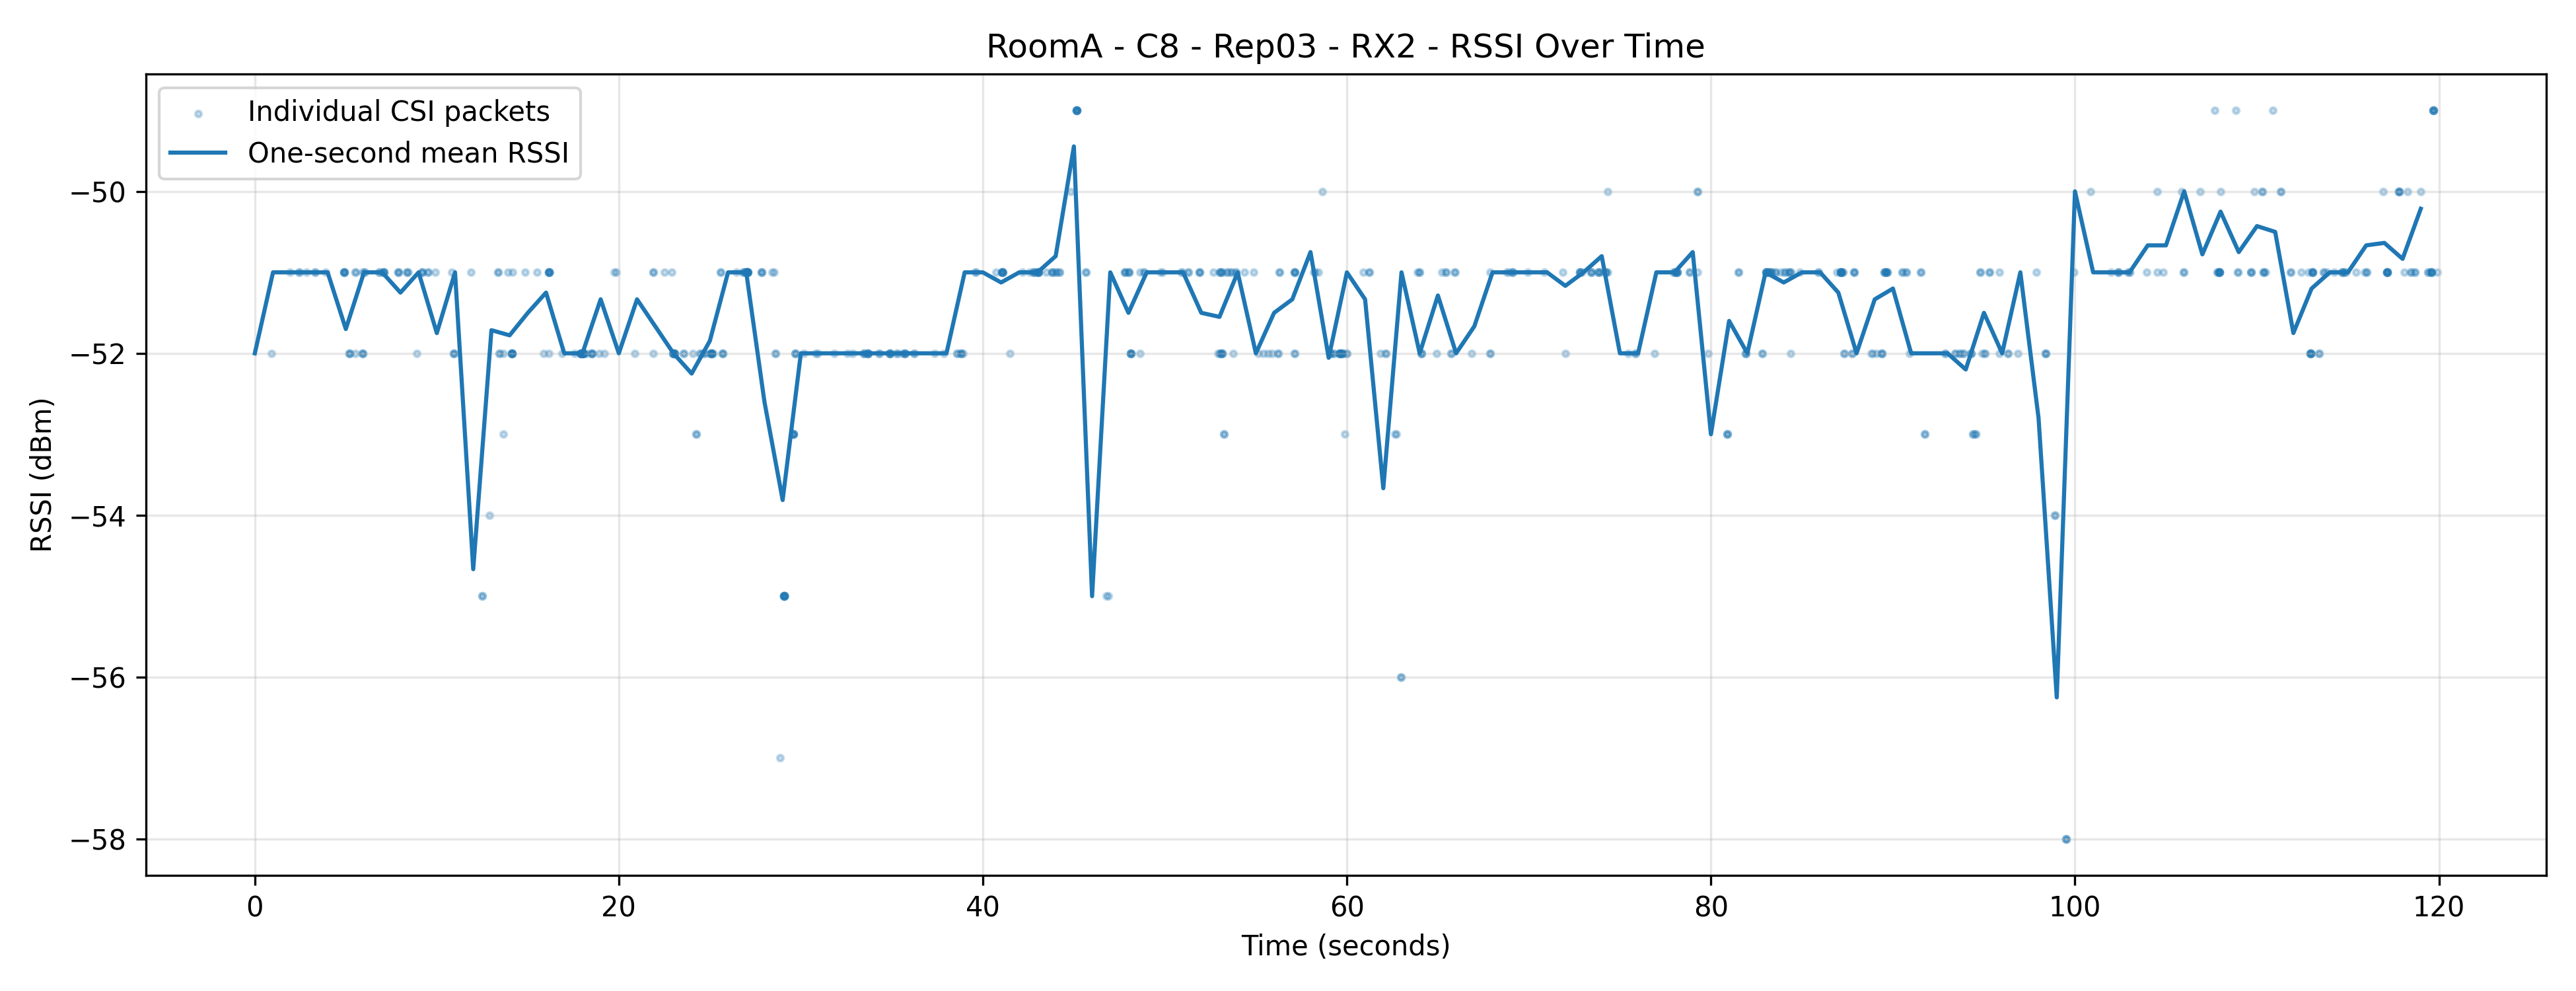 RoomA - C8 - Rep03 - RX2 - RSSI Over Time
Individual CSI packets
One-second mean RSSI
RSSI (dBm)
−50
−52
−54
−56
−58
0 20 40 60 80 100 120
Time (seconds)